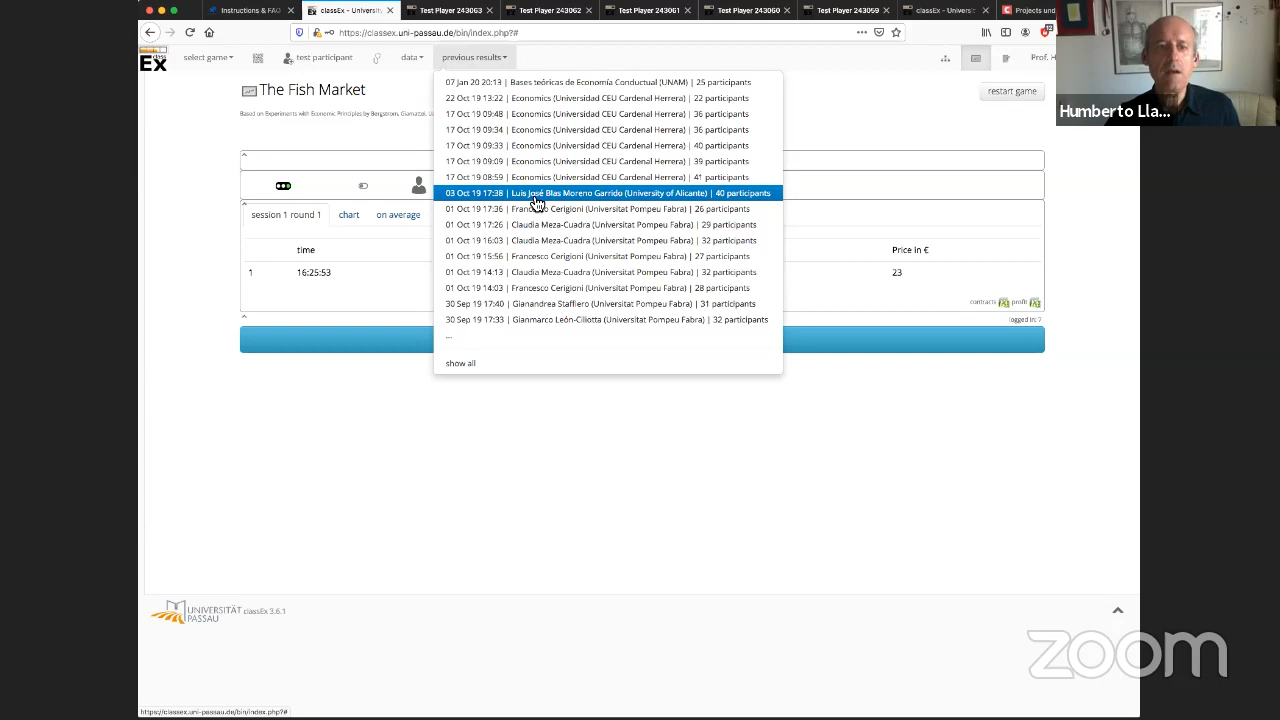 Instructions & FAQ
classEx - Universit
Test Player 243063
Test Player 243062
Test Player 243061
Test Player 243060
Test Player 243059
classEx - Universit
Projects und
https://classex.uni-passau.de/bin/index.php?#
Ex
select game
test participant
data
previous results
Prof. H
The Fish Market
restart game
Based on Experiments with Economic Principles by Bergstrom,
07 Jan 20 20:13 | Bases teóricas de Economía Conductual (UNAM) | 25 participants
22 Oct 19 13:22 | Economics (Universidad CEU Cardenal Herrera) | 22 participants
17 Oct 19 09:48 | Economics (Universidad CEU Cardenal Herrera) | 36 participants
17 Oct 19 09:34 | Economics (Universidad CEU Cardenal Herrera) | 36 participants
17 Oct 19 09:33 | Economics (Universidad CEU Cardenal Herrera) | 40 participants
17 Oct 19 09:09 | Economics (Universidad CEU Cardenal Herrera) | 39 participants
17 Oct 19 08:59 | Economics (Universidad CEU Cardenal Herrera) | 41 participants
03 Oct 19 17:38 | Luis José Blas Moreno Garrido (University of Alicante) | 40 participants
01 Oct 19 17:36 | Francesco Cerigioni (Universitat Pompeu Fabra) | 26 participants
01 Oct 19 17:26 | Claudia Meza-Cuadra (Universitat Pompeu Fabra) | 29 participants
01 Oct 19 16:03 | Claudia Meza-Cuadra (Universitat Pompeu Fabra) | 32 participants
01 Oct 19 15:56 | Francesco Cerigioni (Universitat Pompeu Fabra) | 27 participants
01 Oct 19 14:13 | Claudia Meza-Cuadra (Universitat Pompeu Fabra) | 32 participants
01 Oct 19 14:03 | Francesco Cerigioni (Universitat Pompeu Fabra) | 28 participants
30 Sep 19 17:40 | Gianandrea Staffiero (Universitat Pompeu Fabra) | 31 participants
30 Sep 19 17:33 | Gianmarco León-Ciliotta (Universitat Pompeu Fabra) | 32 participants
...
show all
session 1 round 1
chart
on average
time
Price in €
1
16:25:53
23
contracts
profit
logged in: 7
UNIVERSITÄT
PASSAU
classEx 3.6.1
https://classex.uni-passau.de/bin/index.php?#
Humberto Lla...
zoom